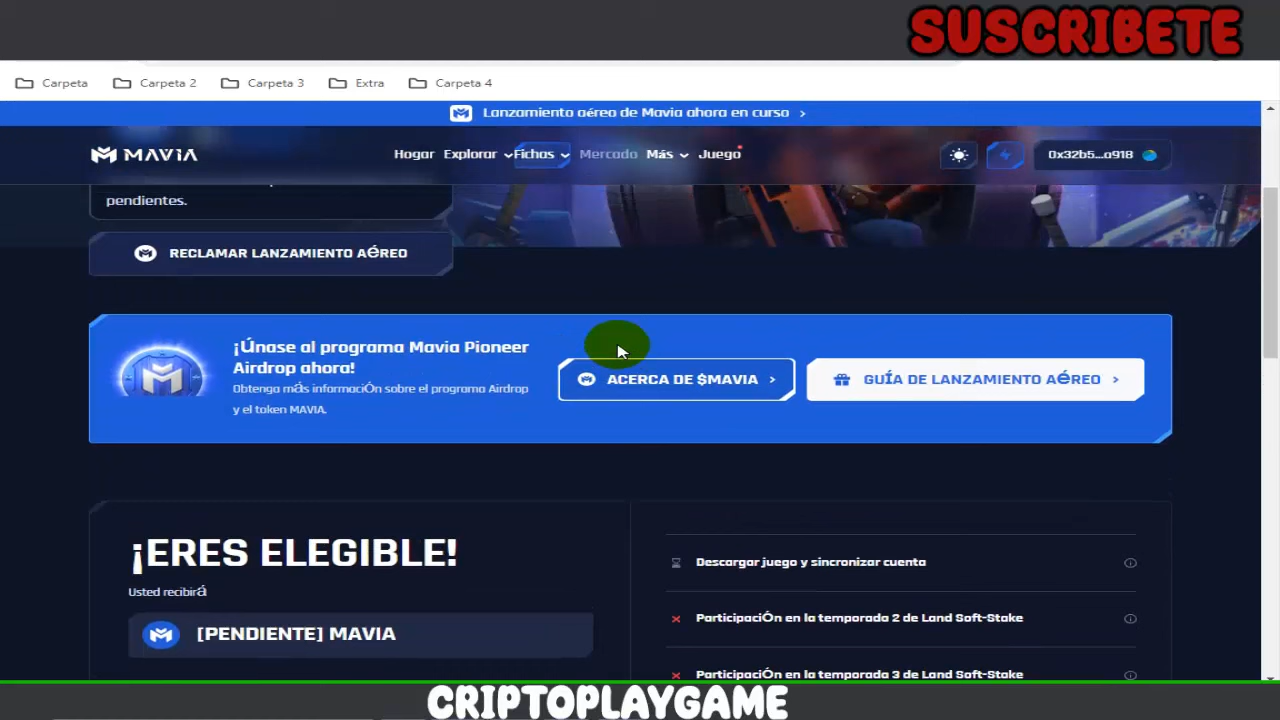 SUSCRIBETE
Carpeta Carpeta 2 Carpeta 3 Extra Carpeta 4
Lanzamiento aéreo de Mavia ahora en curso >
MAVIA Hogar Explorar Fichas Mercado Más Juego 0x32b5...a918
pendientes.
RECLAMAR LANZAMIENTO AÉREO
¡Únase al programa Mavia Pioneer
Airdrop ahora!
Obtenga más información sobre el programa Airdrop
y el token MAVIA.
ACERCA DE $MAVIA >
GUÍA DE LANZAMIENTO AÉREO >
¡ERES ELEGIBLE!
Usted recibirá
[PENDIENTE] MAVIA
Descargar juego y sincronizar cuenta
Participación en la temporada 2 de Land Soft-Stake
Participación en la temporada 3 de Land Soft-Stake
CRIPTOPLAYGAME